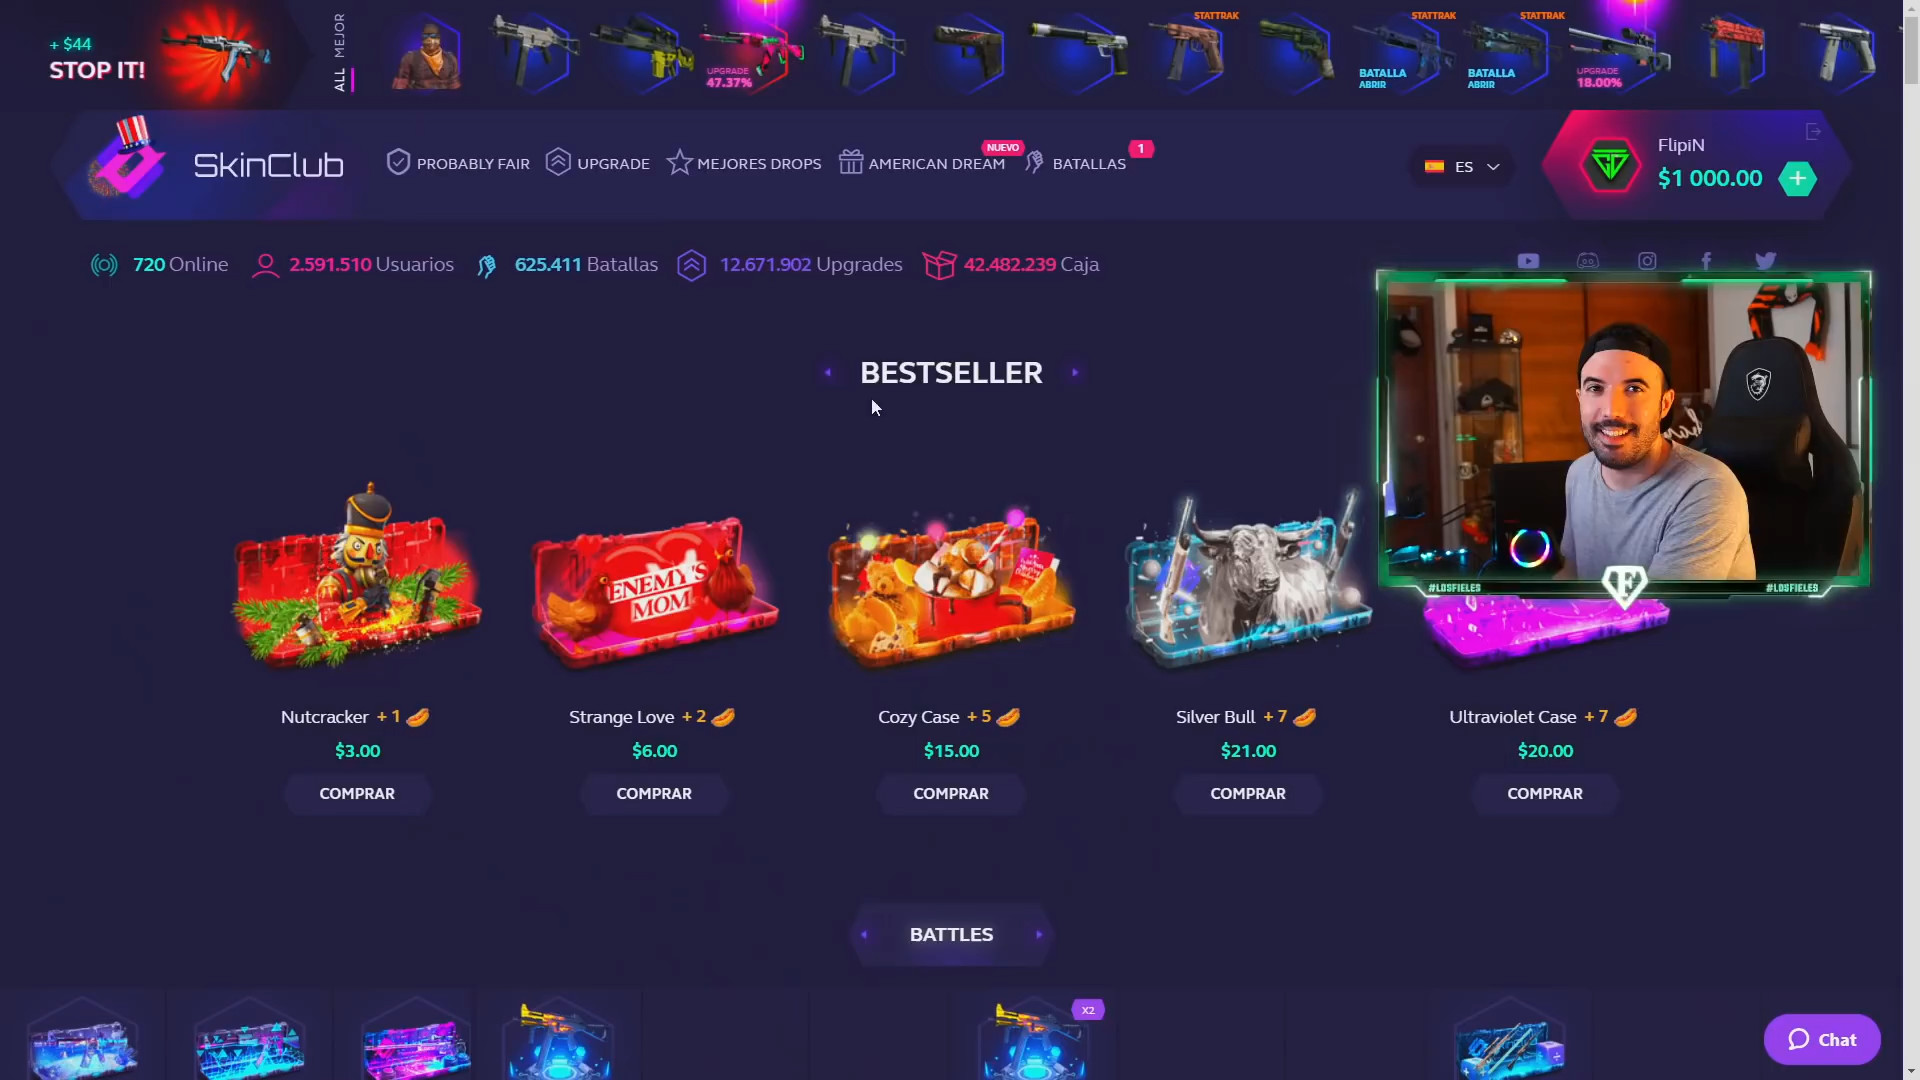 + $44
STOP IT!
ALL MEJOR
UPGRADE
47.37%
STATTRAK
BATALLA
ABRIR
STATTRAK
BATALLA
ABRIR
STATTRAK
UPGRADE
18.00%
SkinClub
PROBABLY FAIR
UPGRADE
MEJORES DROPS
AMERICAN DREAM
NUEVO
BATALLAS
1
ES
FlipiN
$1 000.00
+
720 Online
2.591.510 Usuarios
625.411 Batallas
12.671.902 Upgrades
42.482.239 Caja
BESTSELLER
ENEMY'S
MOM
#LOSFIELES
F
#LOSFIELES
Nutcracker + 1
$3.00
COMPRAR
Strange Love + 2
$6.00
COMPRAR
Cozy Case + 5
$15.00
COMPRAR
Silver Bull + 7
$21.00
COMPRAR
Ultraviolet Case + 7
$20.00
COMPRAR
BATTLES
X2
Chat